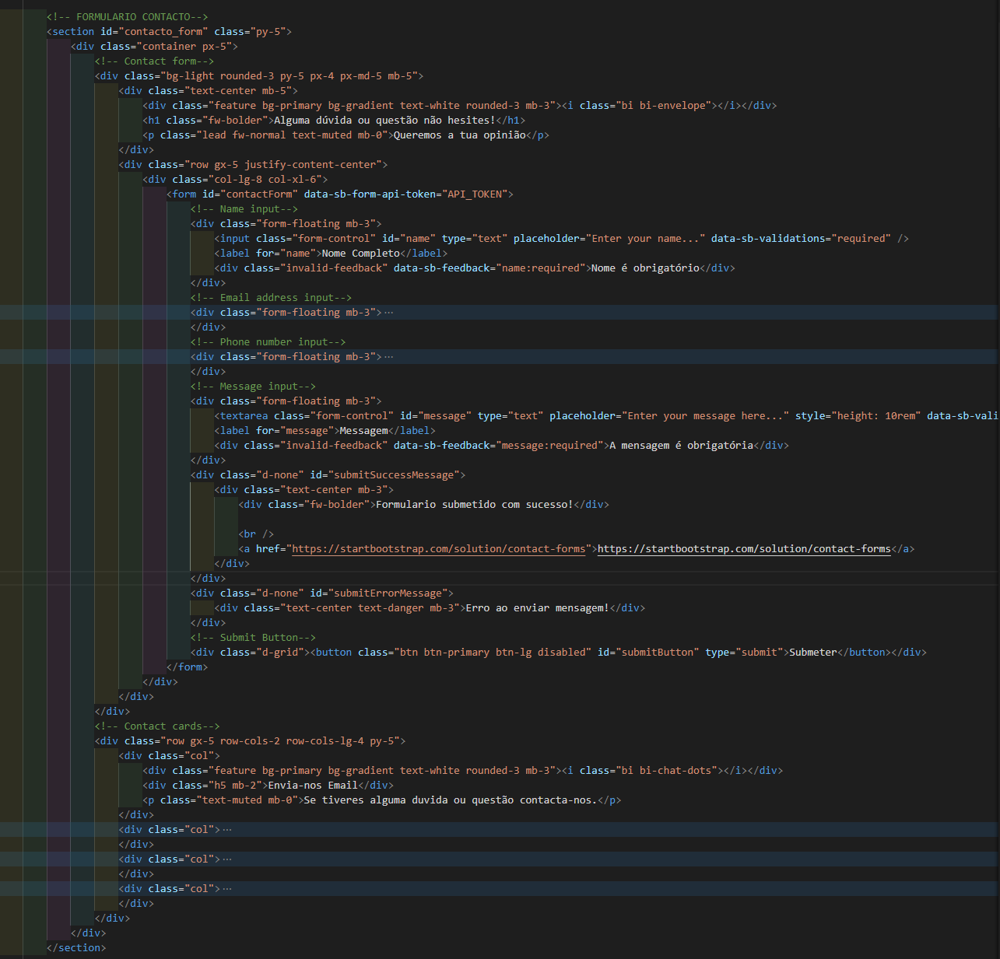 <!-- FORMULARIO CONTACTO-->
<section id="contacto_form" class="py-5">
<div class="container px-5">
<!-- Contact form-->
<div class="bg-light rounded-3 py-5 px-4 px-md-5 mb-5">
<div class="text-center mb-5">
<div class="feature bg-primary bg-gradient text-white rounded-3 mb-3"><i class="bi bi-envelope"></i></div>
<h1 class="fw-bolder">Alguma dúvida ou questão não hesites!</h1>
<p class="lead fw-normal text-muted mb-0">Queremos a tua opinião</p>
</div>
<div class="row gx-5 justify-content-center">
<div class="col-lg-8 col-xl-6">
<form id="contactForm" data-sb-form-api-token="API_TOKEN">
<!-- Name input-->
<div class="form-floating mb-3">
<input class="form-control" id="name" type="text" placeholder="Enter your name..." data-sb-validations="required" />
<label for="name">Nome Completo</label>
<div class="invalid-feedback" data-sb-feedback="name:required">Nome é obrigatório</div>
</div>
<!-- Email address input-->
<div class="form-floating mb-3">···
</div>
<!-- Phone number input-->
<div class="form-floating mb-3">···
</div>
<!-- Message input-->
<div class="form-floating mb-3">
<textarea class="form-control" id="message" type="text" placeholder="Enter your message here..." style="height: 10rem" data-sb-vali
<label for="message">Messagem</label>
<div class="invalid-feedback" data-sb-feedback="message:required">A mensagem é obrigatória</div>
</div>
<div class="d-none" id="submitSuccessMessage">
<div class="text-center mb-3">
<div class="fw-bolder">Formulario submetido com sucesso!</div>
<br />
<a href="https://startbootstrap.com/solution/contact-forms">https://startbootstrap.com/solution/contact-forms</a>
</div>
</div>
<div class="d-none" id="submitErrorMessage">
<div class="text-center text-danger mb-3">Erro ao enviar mensagem!</div>
</div>
<!-- Submit Button-->
<div class="d-grid"><button class="btn btn-primary btn-lg disabled" id="submitButton" type="submit">Submeter</button></div>
</form>
</div>
</div>
</div>
<!-- Contact cards-->
<div class="row gx-5 row-cols-2 row-cols-lg-4 py-5">
<div class="col">
<div class="feature bg-primary bg-gradient text-white rounded-3 mb-3"><i class="bi bi-chat-dots"></i></div>
<div class="h5 mb-2">Envia-nos Email</div>
<p class="text-muted mb-0">Se tiveres alguma duvida ou questão contacta-nos.</p>
</div>
<div class="col">···
</div>
<div class="col">···
</div>
<div class="col">···
</div>
</div>
</div>
</section>